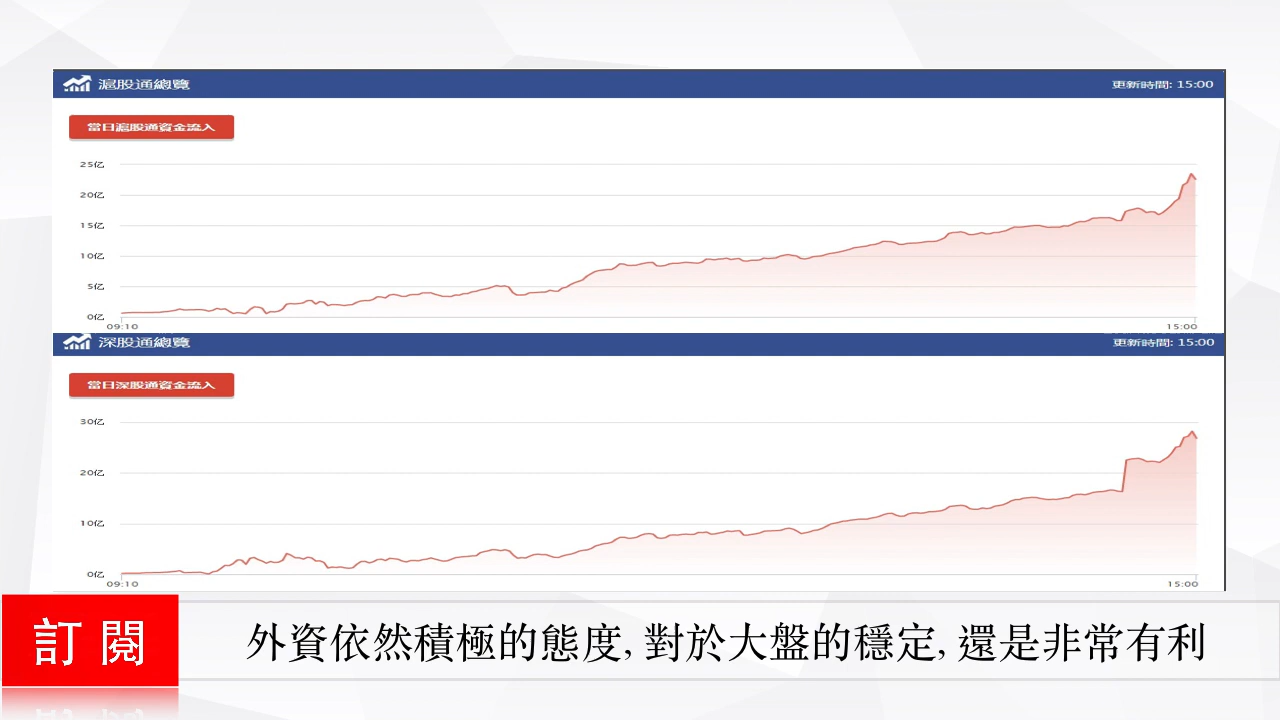 滬股通總覽
更新時間: 15:00
當日滬股通資金流入
25亿
20亿
15亿
10亿
5亿
0亿
09:10
15:00
深股通總覽
更新時間: 15:00
當日深股通資金流入
30亿
20亿
10亿
0亿
09:10
15:00
訂閱
外資依然積極的態度, 對於大盤的穩定, 還是非常有利